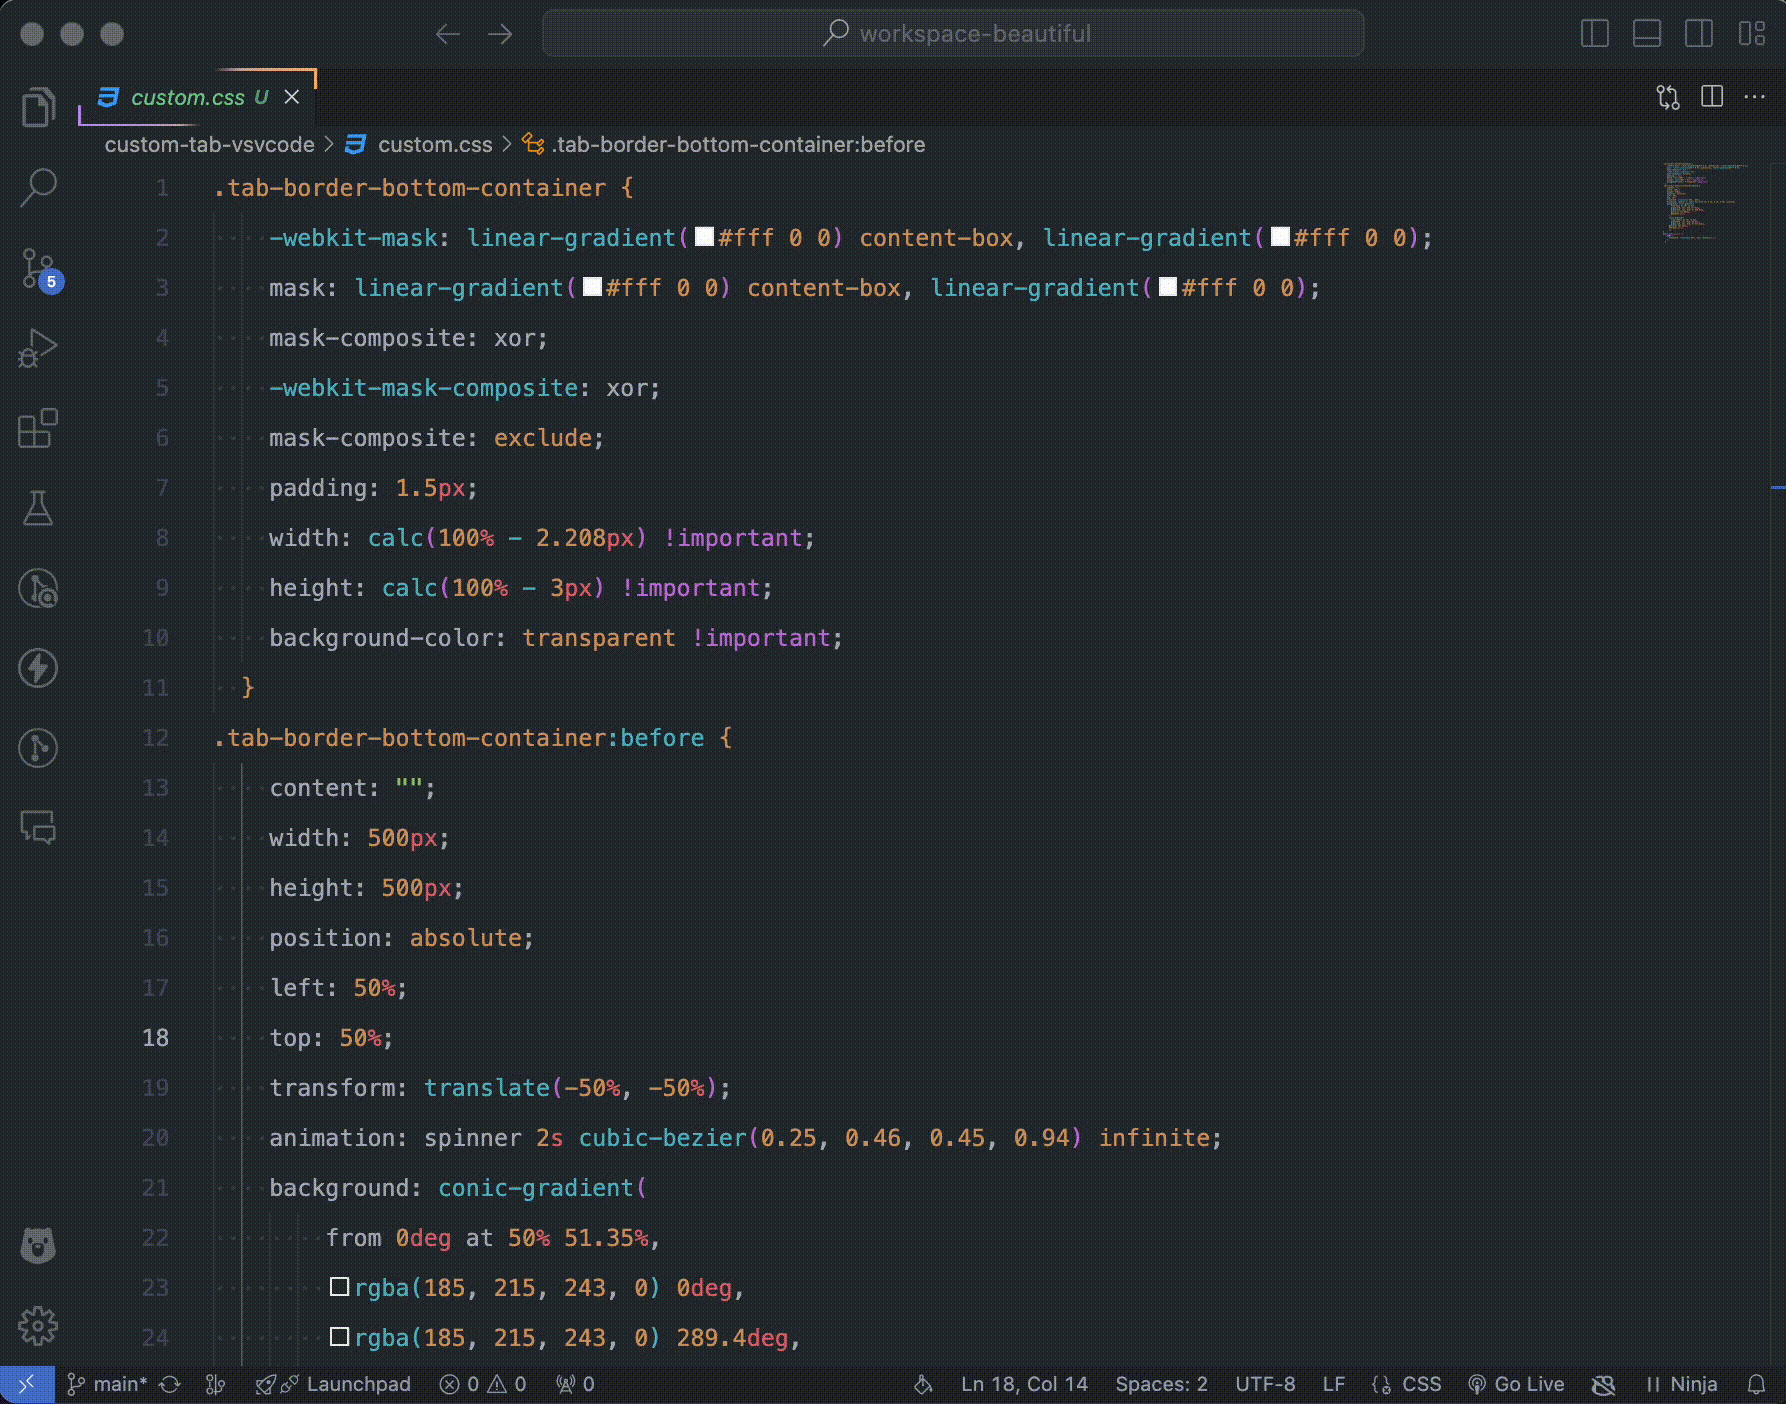 workspace-beautiful
custom.css U
custom-tab-vsvcode > custom.css > .tab-border-bottom-container:before
1 .tab-border-bottom-container {
2 -webkit-mask: linear-gradient(#fff 0 0) content-box, linear-gradient(#fff 0 0);
3 mask: linear-gradient(#fff 0 0) content-box, linear-gradient(#fff 0 0);
4 mask-composite: xor;
5 -webkit-mask-composite: xor;
6 mask-composite: exclude;
7 padding: 1.5px;
8 width: calc(100% - 2.208px) !important;
9 height: calc(100% - 3px) !important;
10 background-color: transparent !important;
11 }
12 .tab-border-bottom-container:before {
13 content: "";
14 width: 500px;
15 height: 500px;
16 position: absolute;
17 left: 50%;
18 top: 50%;
19 transform: translate(-50%, -50%);
20 animation: spinner 2s cubic-bezier(0.25, 0.46, 0.45, 0.94) infinite;
21 background: conic-gradient(
22 from 0deg at 50% 51.35%,
23 rgba(185, 215, 243, 0) 0deg,
24 rgba(185, 215, 243, 0) 289.4deg,
5
main* Launchpad 0 0 0 Ln 18, Col 14 Spaces: 2 UTF-8 LF CSS Go Live Ninja